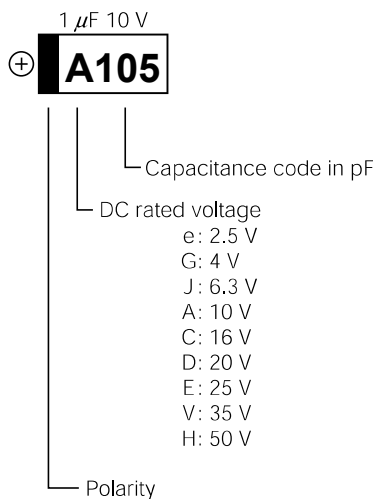 1 μF 10 V
⊕ A105
Capacitance code in pF
DC rated voltage
e: 2.5 V
G: 4 V
J: 6.3 V
A: 10 V
C: 16 V
D: 20 V
E: 25 V
V: 35 V
H: 50 V
Polarity